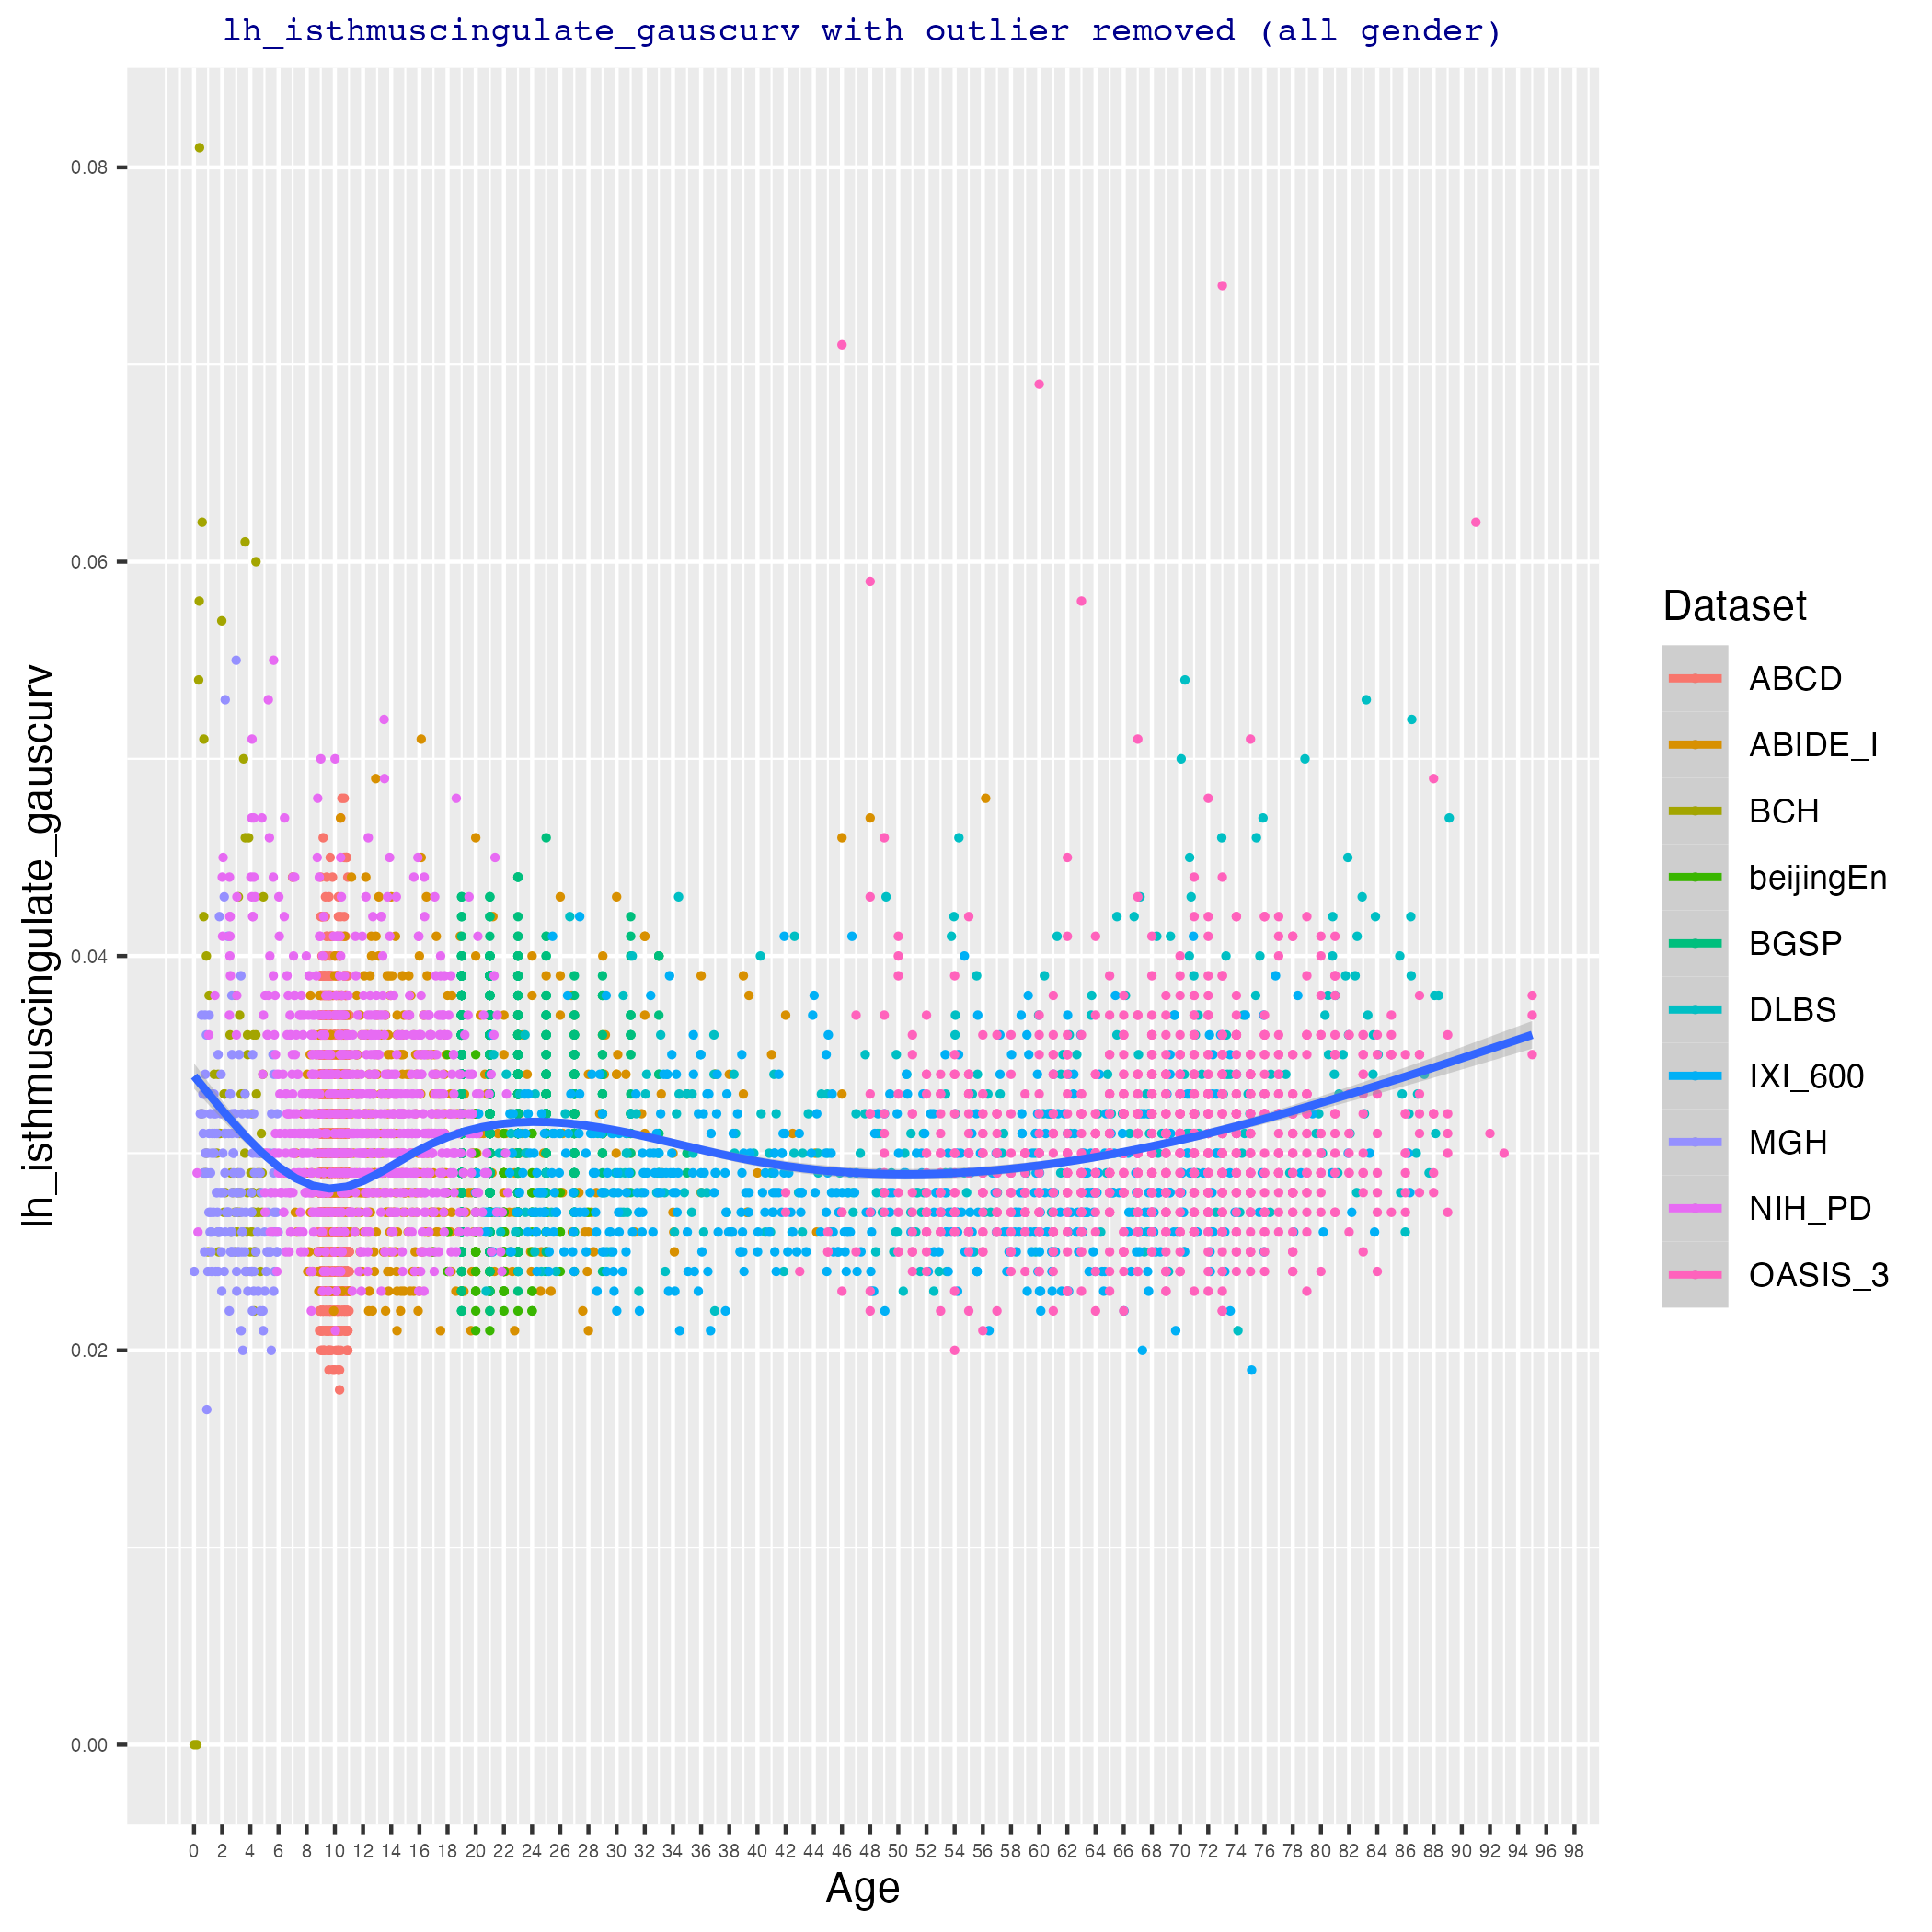 lh_isthmuscingulate_gauscurv with outlier removed (all gender)
0.08
0.06
0.04
0.02
0.00
lh_isthmuscingulate_gauscurv
0 2 4 6 8 10 12 14 16 18 20 22 24 26 28 30 32 34 36 38 40 42 44 46 48 50 52 54 56 58 60 62 64 66 68 70 72 74 76 78 80 82 84 86 88 90 92 94 96 98
Age
Dataset
ABCD
ABIDE_I
BCH
beijingEn
BGSP
DLBS
IXI_600
MGH
NIH_PD
OASIS_3